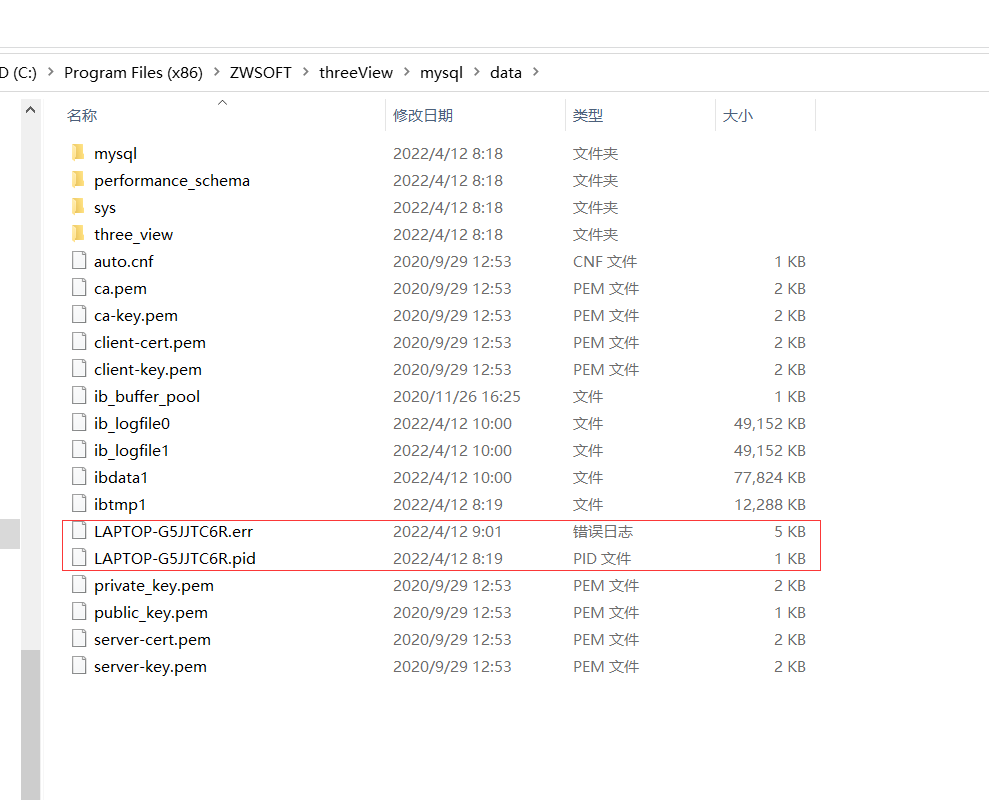 D (C:) > Program Files (x86) > ZWSOFT > threeView > mysql > data >
名称 修改日期 类型 大小
mysql 2022/4/12 8:18 文件夹
performance_schema 2022/4/12 8:18 文件夹
sys 2022/4/12 8:18 文件夹
three_view 2022/4/12 8:18 文件夹
auto.cnf 2020/9/29 12:53 CNF 文件 1 KB
ca.pem 2020/9/29 12:53 PEM 文件 2 KB
ca-key.pem 2020/9/29 12:53 PEM 文件 2 KB
client-cert.pem 2020/9/29 12:53 PEM 文件 2 KB
client-key.pem 2020/9/29 12:53 PEM 文件 2 KB
ib_buffer_pool 2020/11/26 16:25 文件 1 KB
ib_logfile0 2022/4/12 10:00 文件 49,152 KB
ib_logfile1 2022/4/12 10:00 文件 49,152 KB
ibdata1 2022/4/12 10:00 文件 77,824 KB
ibtmp1 2022/4/12 8:19 文件 12,288 KB
LAPTOP-G5JJTC6R.err 2022/4/12 9:01 错误日志 5 KB
LAPTOP-G5JJTC6R.pid 2022/4/12 8:19 PID 文件 1 KB
private_key.pem 2020/9/29 12:53 PEM 文件 2 KB
public_key.pem 2020/9/29 12:53 PEM 文件 1 KB
server-cert.pem 2020/9/29 12:53 PEM 文件 2 KB
server-key.pem 2020/9/29 12:53 PEM 文件 2 KB